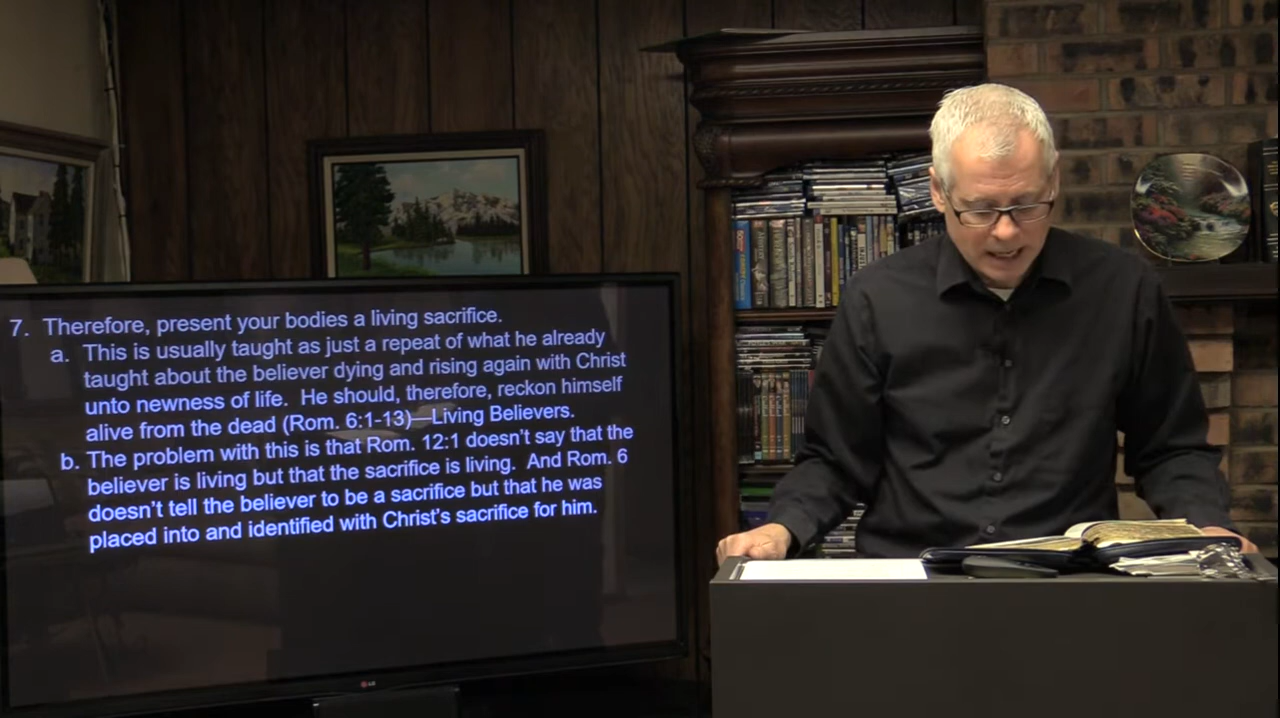 7. Therefore, present your bodies a living sacrifice.
a. This is usually taught as just a repeat of what he already
taught about the believer dying and rising again with Christ
unto newness of life. He should, therefore, reckon himself
alive from the dead (Rom. 6:1-13)—Living Believers.
b. The problem with this is that Rom. 12:1 doesn't say that the
believer is living but that the sacrifice is living. And Rom. 6
doesn't tell the believer to be a sacrifice but that he was
placed into and identified with Christ's sacrifice for him.
LG